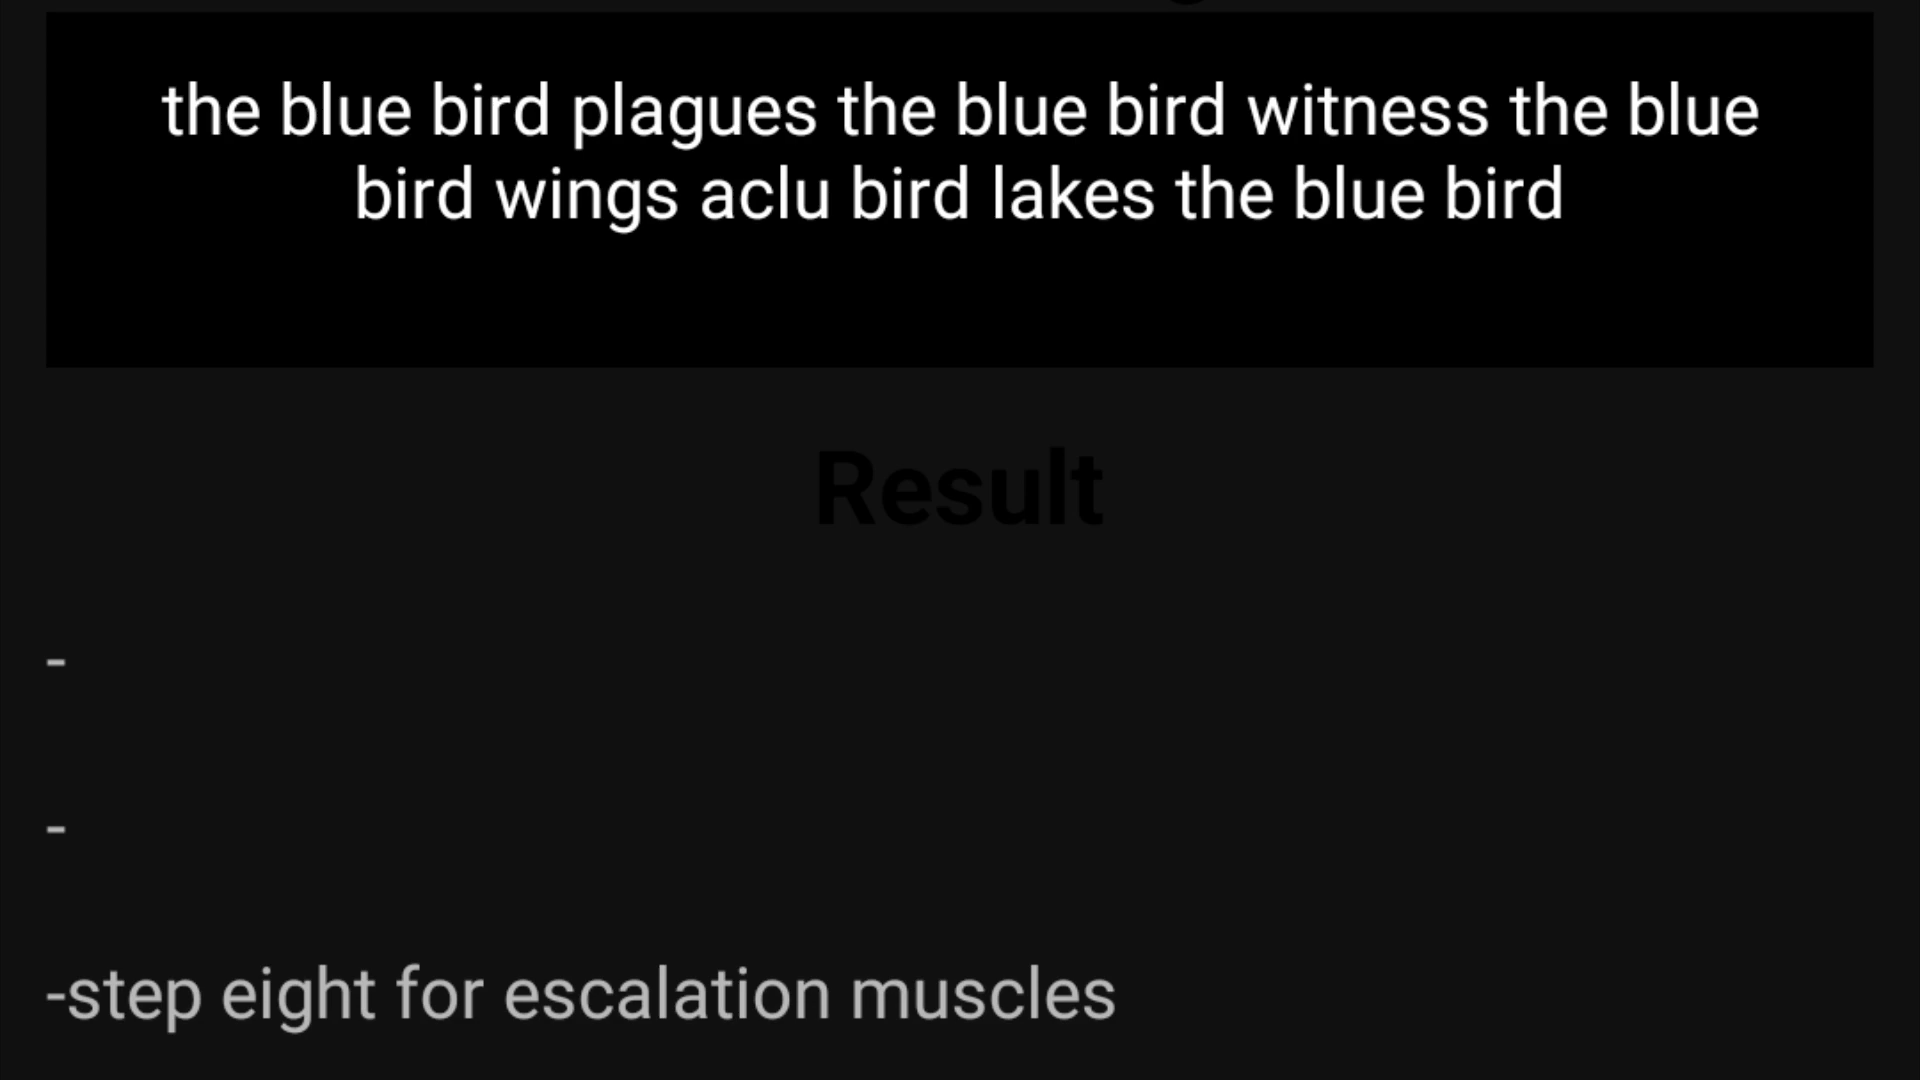 the blue bird plagues the blue bird witness the blue
bird wings aclu bird lakes the blue bird
Result
-
-
-step eight for escalation muscles